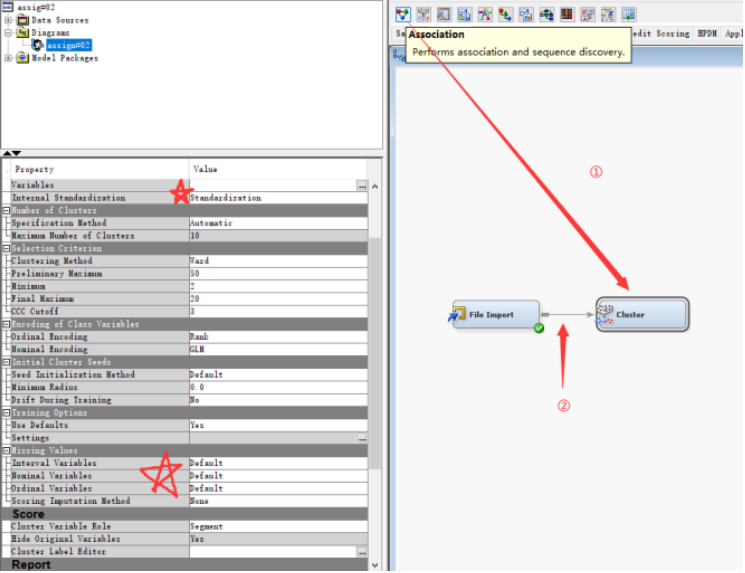 assig=02
Data Sources
Diagrams
assign=02
Model Packages
Property Value
Variables ...
Internal Standardization Standardization
Number of Clusters
Specification Method Automatic
Maximum Number of Clusters 10
Selection Criterion
Clustering Method Ward
Preliminary Maximum 50
Minimum 2
Final Maximum 20
CCC Cutoff 3
Encoding of Class Variables
Ordinal Encoding Rank
Nominal Encoding GLM
Initial Cluster Seeds
Seed Initialization Method Default
Minimum Radius 0.0
Drift During Training No
Training Options
Use Defaults Yes
Settings ...
Missing Values
Interval Variables Default
Nominal Variables Default
Ordinal Variables Default
Scoring Imputation Method None
Score
Cluster Variable Role Segment
Hide Original Variables Yes
Cluster Label Editor ...
Report
Sa
Association
Performs association and sequence discovery.
edit Scoring HPDM Appl
①
File Import
Cluster
②